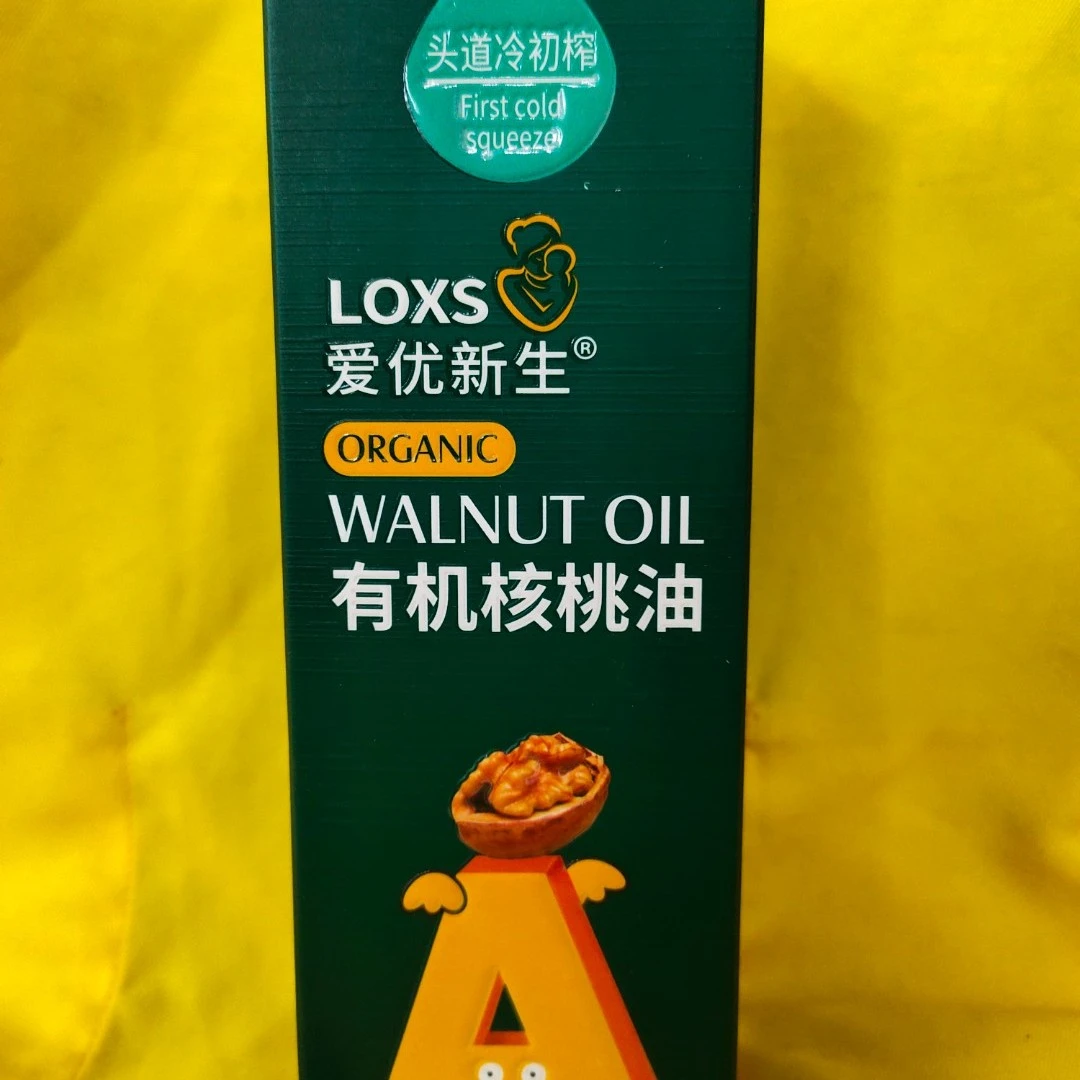 头道冷初榨
First cold
squeeze
LOXS
爱优新生®
ORGANIC
WALNUT OIL
有机核桃油
A